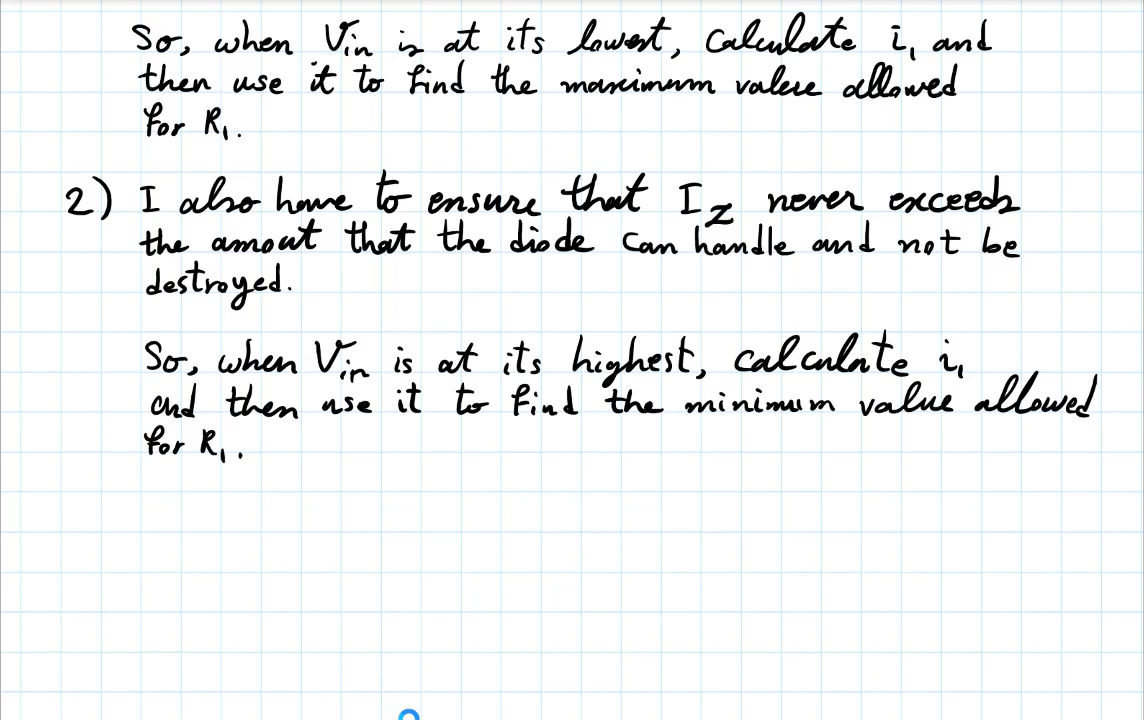 So, when Vin is at its lowest, calculate i1 and
then use it to find the maximum value allowed
for R1.
2) I also have to ensure that IZ never exceeds
the amout that the diode can handle and not be
destroyed.
So, when Vin is at its highest, calculate i1
and then use it to find the minimum value allowed
for R1.